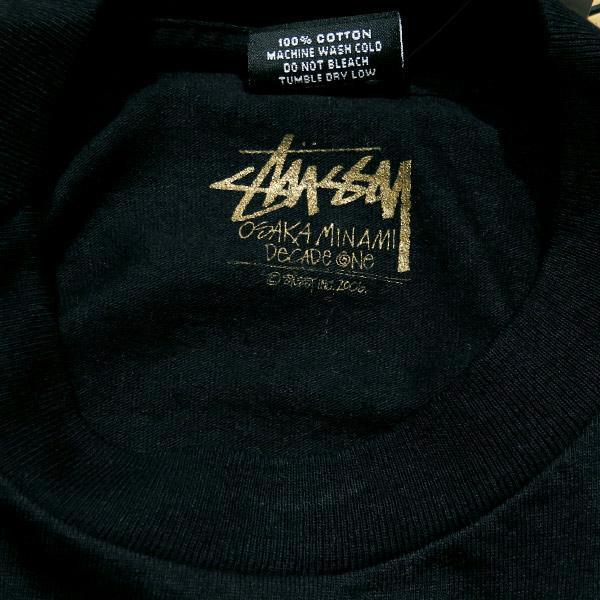 100% COTTON
MACHINE WASH COLD
DO NOT BLEACH
TUMBLE DRY LOW
STÜSSY
OSAKA MINAMI
DECADE ONE
© STÜSSY, INC. 2006.